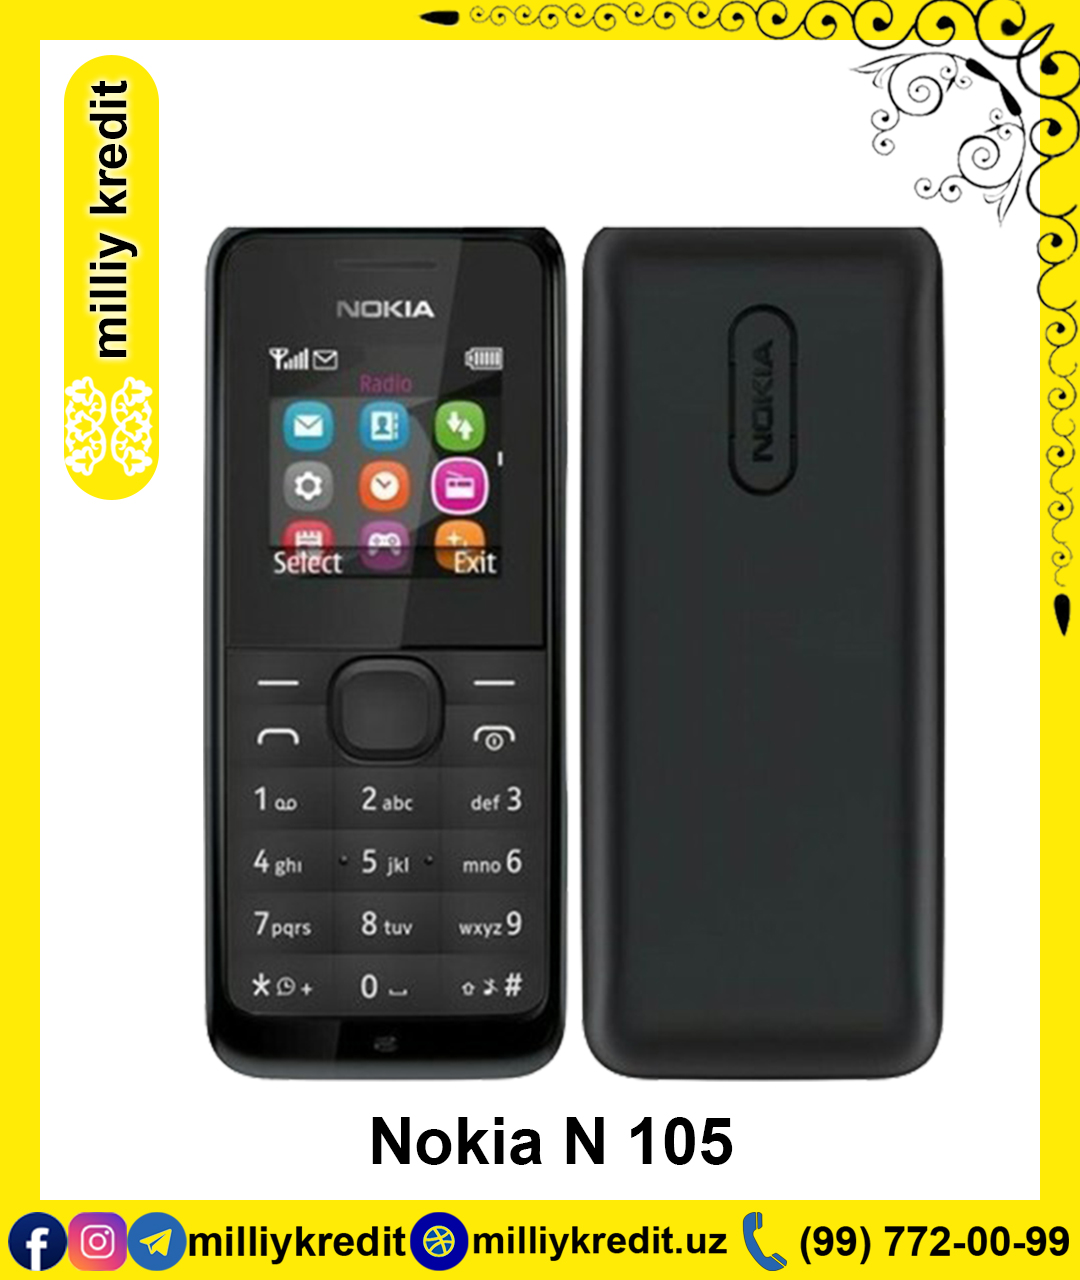 milliy kredit
NOKIA
Radio
Select Exit
1 2 abc def 3
4 ghi 5 jkl mno 6
7 pqrs 8 tuv wxyz 9
* + 0 #
NOKIA
Nokia N 105
milliykredit milliykredit.uz (99) 772-00-99